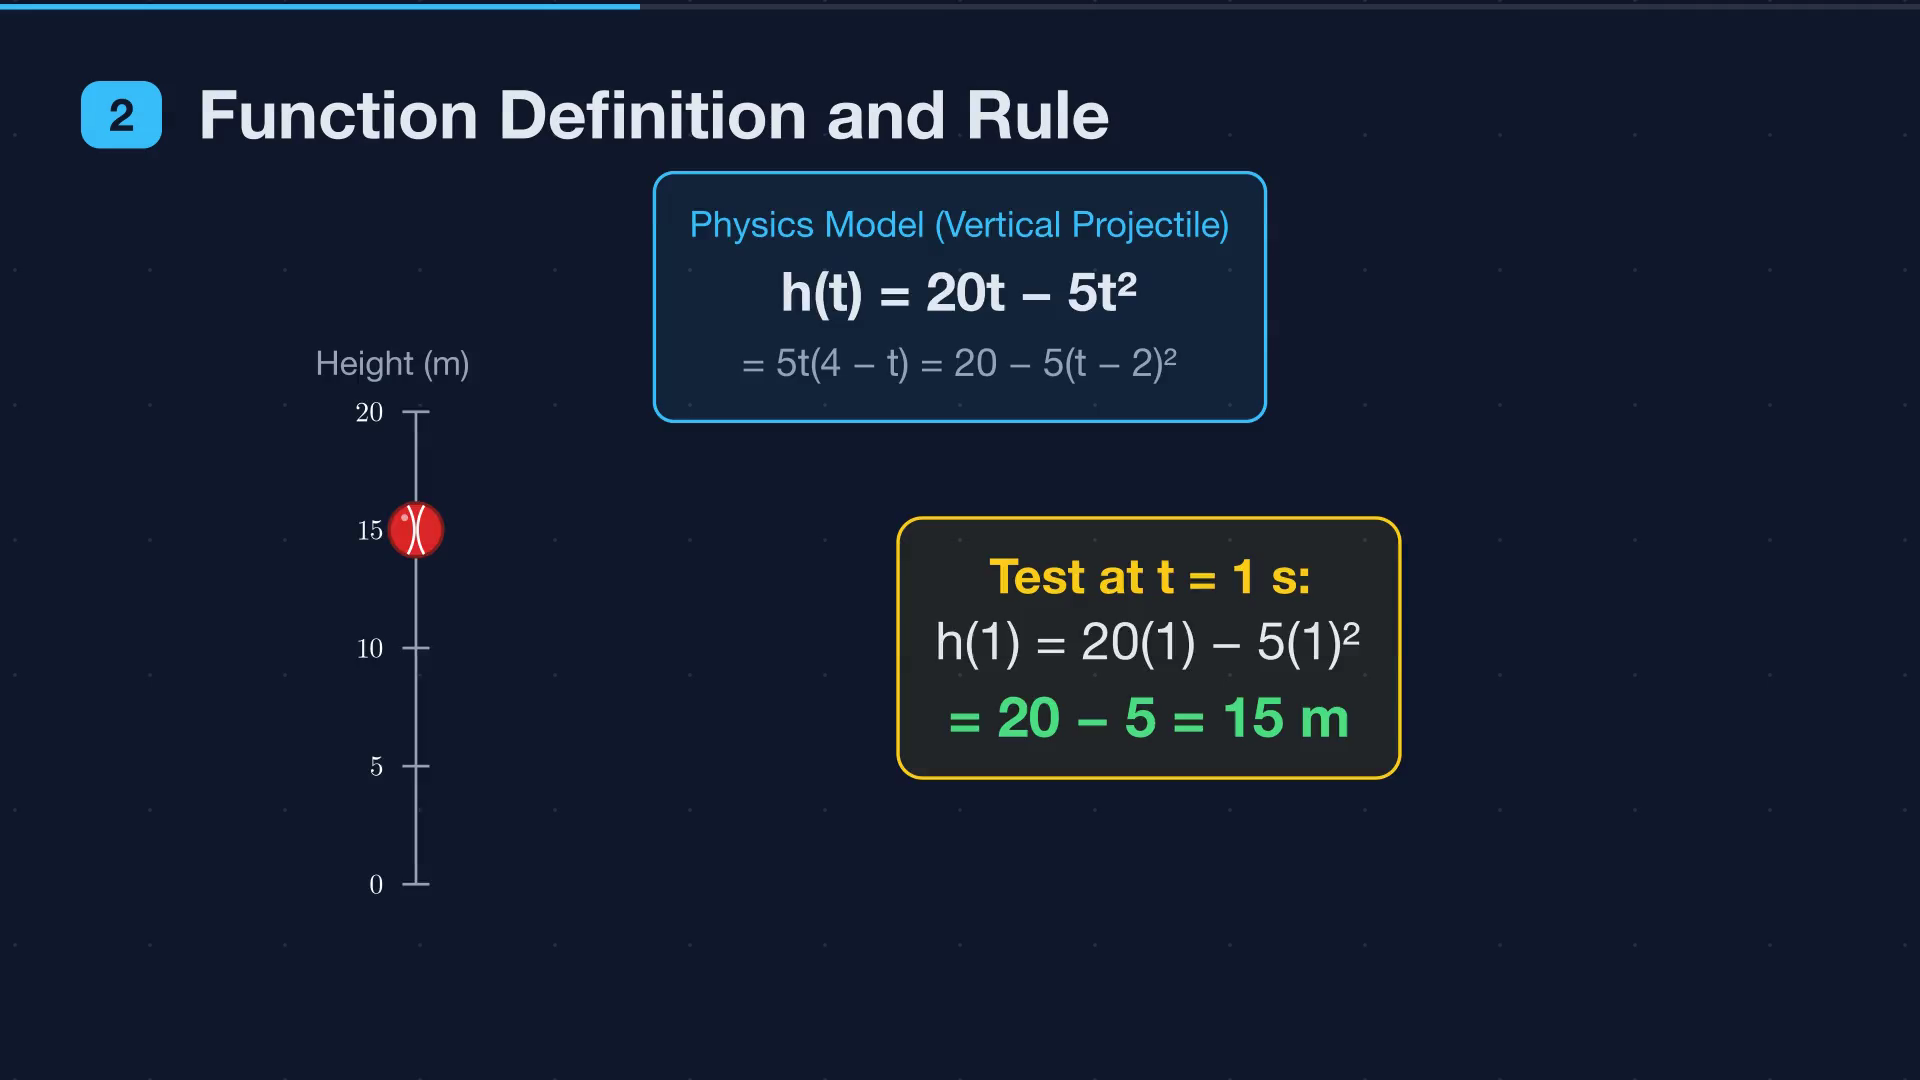 2
Function Definition and Rule
Physics Model (Vertical Projectile)
h(t) = 20t − 5t²
= 5t(4 − t) = 20 − 5(t − 2)²
Height (m)
20
15
10
5
0
Test at t = 1 s:
h(1) = 20(1) − 5(1)²
= 20 − 5 = 15 m